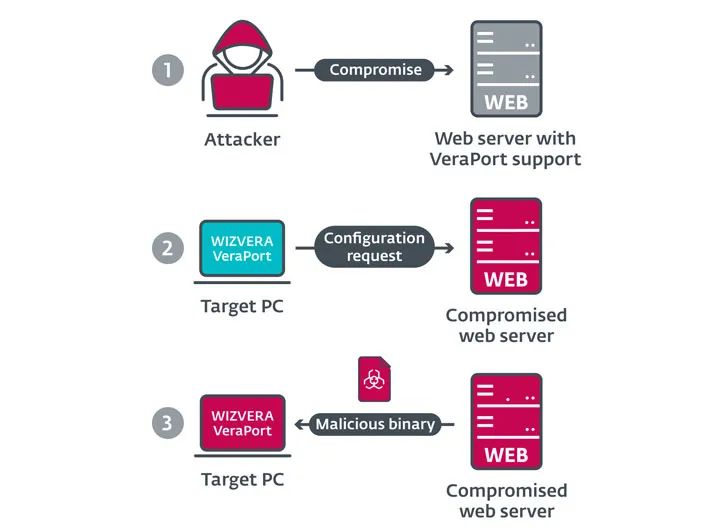 1
Compromise
WEB
Attacker
Web server with
VeraPort support
2
WIZVERA
VeraPort
Configuration
request
WEB
Target PC
Compromised
web server
3
WIZVERA
VeraPort
Malicious binary
WEB
Target PC
Compromised
web server